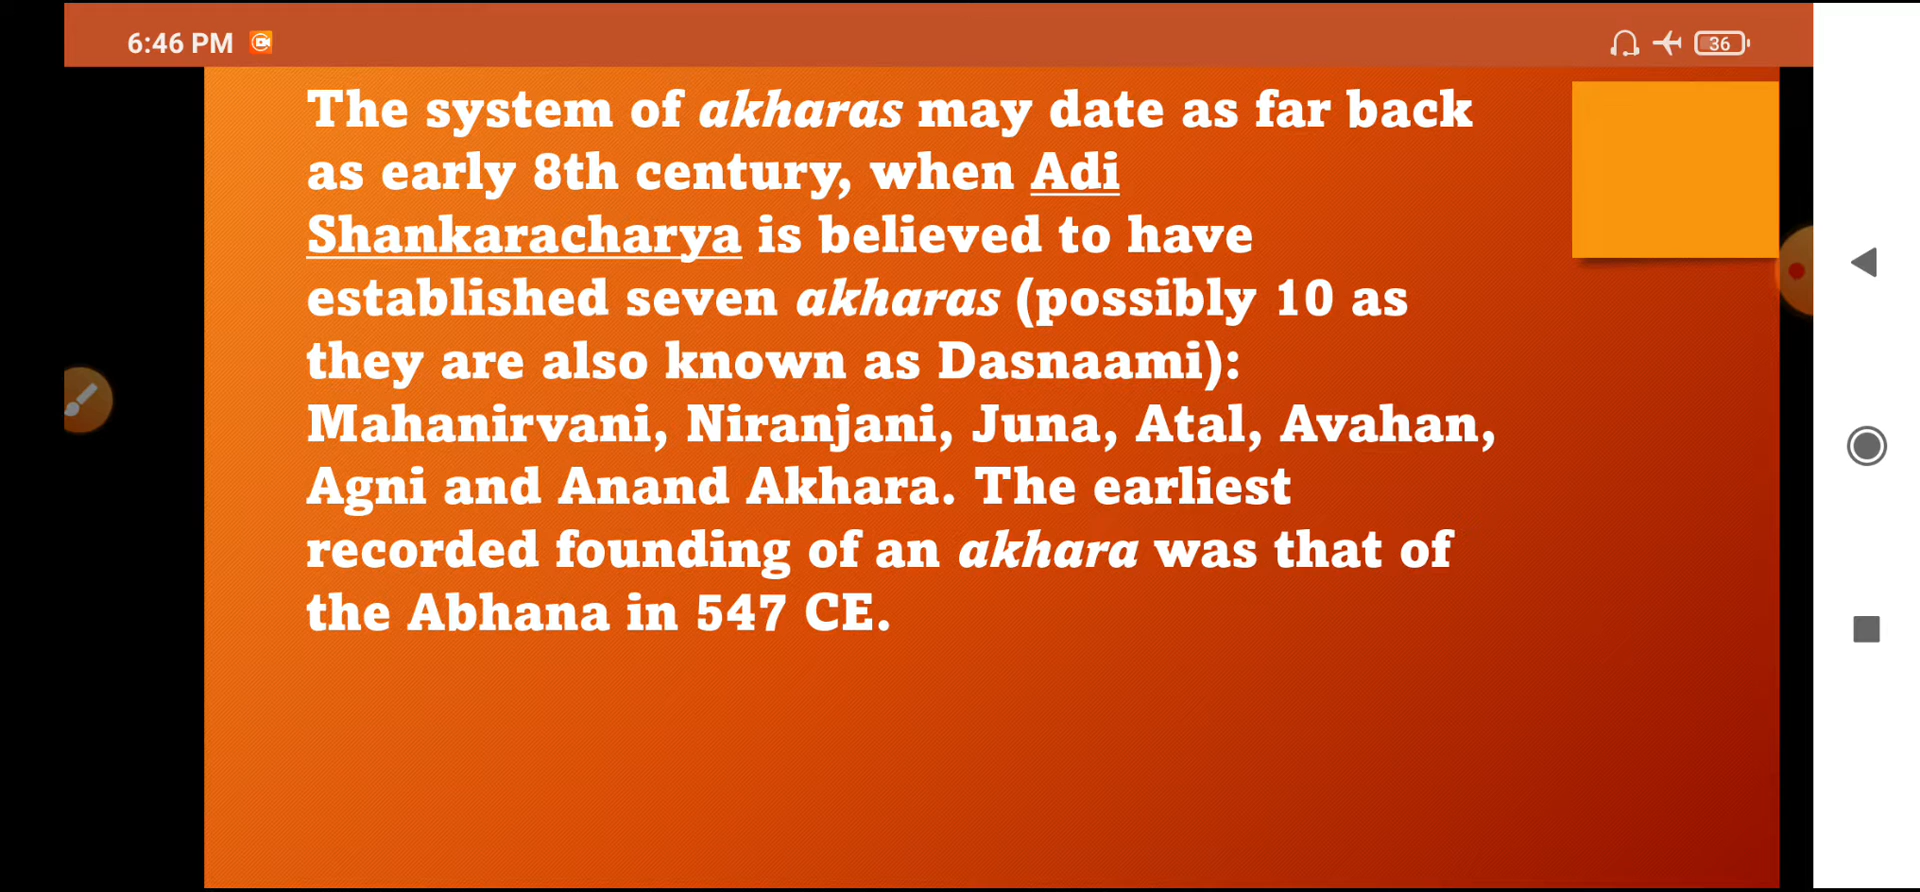 6:46 PM
36
The system of akharas may date as far back
as early 8th century, when Adi
Shankaracharya is believed to have
established seven akharas (possibly 10 as
they are also known as Dasnaami):
Mahanirvani, Niranjani, Juna, Atal, Avahan,
Agni and Anand Akhara. The earliest
recorded founding of an akhara was that of
the Abhana in 547 CE.